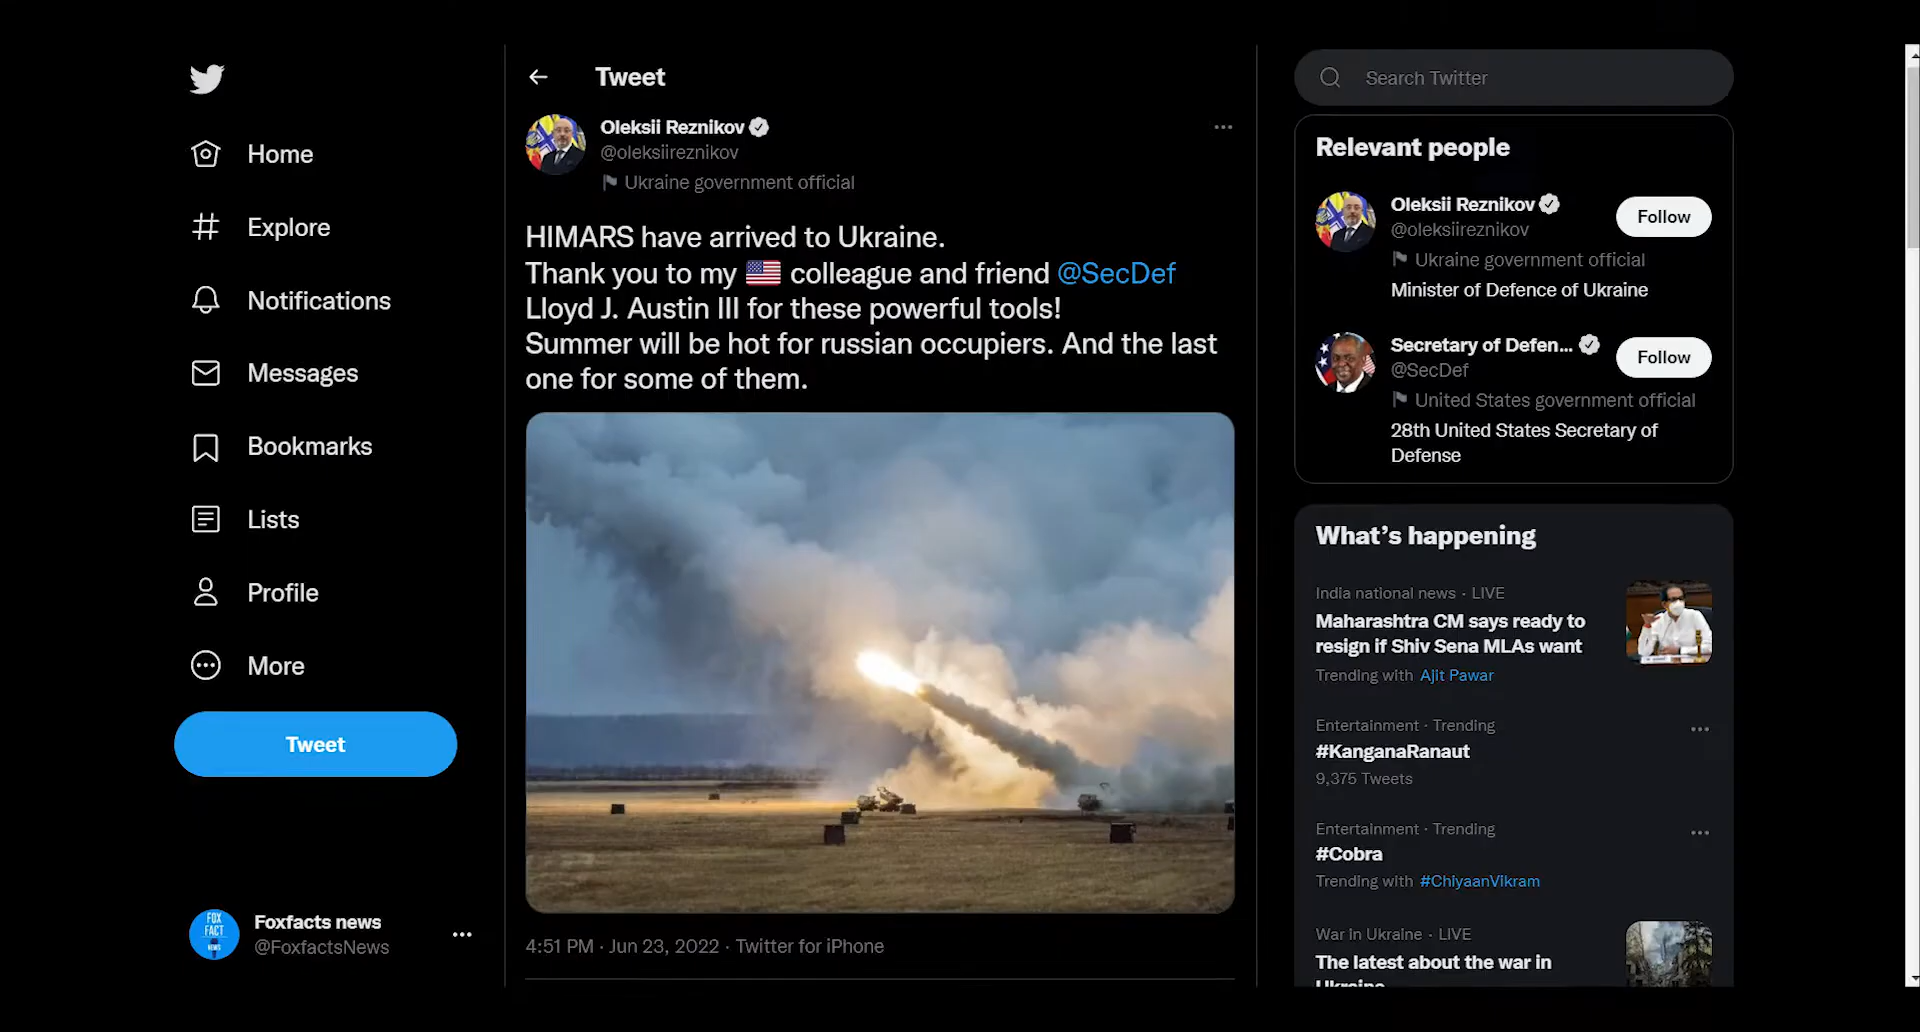 Home
Explore
Notifications
Messages
Bookmarks
Lists
Profile
More
Tweet
FOX
FACT
NEWS
Foxfacts news
@FoxfactsNews
Tweet
Oleksii Reznikov
@oleksiireznikov
Ukraine government official
HIMARS have arrived to Ukraine.
Thank you to my 🇺🇸 colleague and friend @SecDef
Lloyd J. Austin III for these powerful tools!
Summer will be hot for russian occupiers. And the last
one for some of them.
4:51 PM · Jun 23, 2022 · Twitter for iPhone
Search Twitter
Relevant people
Oleksii Reznikov
@oleksiireznikov
Follow
Ukraine government official
Minister of Defence of Ukraine
Secretary of Defen...
@SecDef
Follow
United States government official
28th United States Secretary of
Defense
What's happening
India national news · LIVE
Maharashtra CM says ready to
resign if Shiv Sena MLAs want
Trending with Ajit Pawar
Entertainment · Trending
#KanganaRanaut
9,375 Tweets
Entertainment · Trending
#Cobra
Trending with #ChiyaanVikram
War in Ukraine · LIVE
The latest about the war in
Ukraine